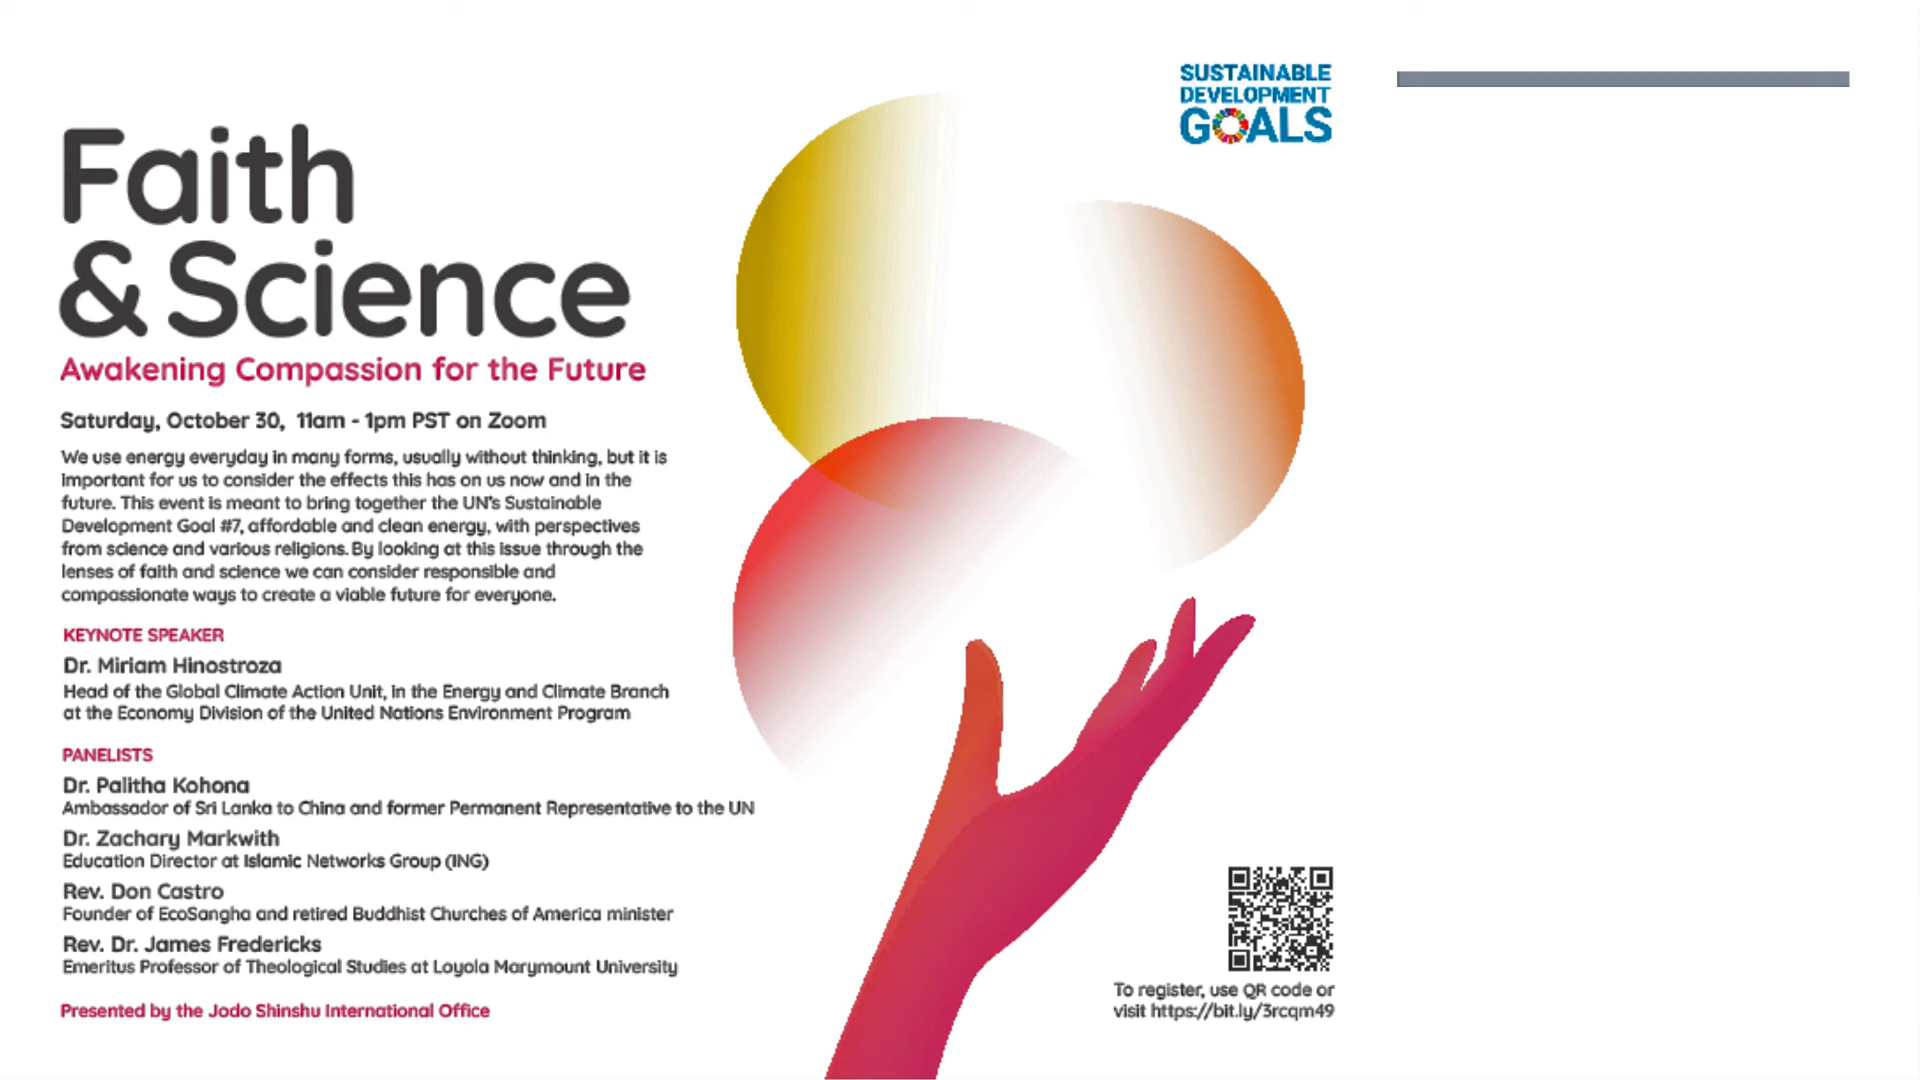 SUSTAINABLE
DEVELOPMENT
GOALS
Faith
& Science
Awakening Compassion for the Future
Saturday, October 30, 11am - 1pm PST on Zoom
We use energy everyday in many forms, usually without thinking, but it is
important for us to consider the effects this has on us now and in the
future. This event is meant to bring together the UN's Sustainable
Development Goal #7, affordable and clean energy, with perspectives
from science and various religions. By looking at this issue through the
lenses of faith and science we can consider responsible and
compassionate ways to create a viable future for everyone.
KEYNOTE SPEAKER
Dr. Miriam Hinostroza
Head of the Global Climate Action Unit, in the Energy and Climate Branch
at the Economy Division of the United Nations Environment Program
PANELISTS
Dr. Palitha Kohona
Ambassador of Sri Lanka to China and former Permanent Representative to the UN
Dr. Zachary Markwith
Education Director at Islamic Networks Group (ING)
Rev. Don Castro
Founder of EcoSangha and retired Buddhist Churches of America minister
Rev. Dr. James Fredericks
Emeritus Professor of Theological Studies at Loyola Marymount University
Presented by the Jodo Shinshu International Office
To register, use QR code or
visit https://bit.ly/3rcqm49